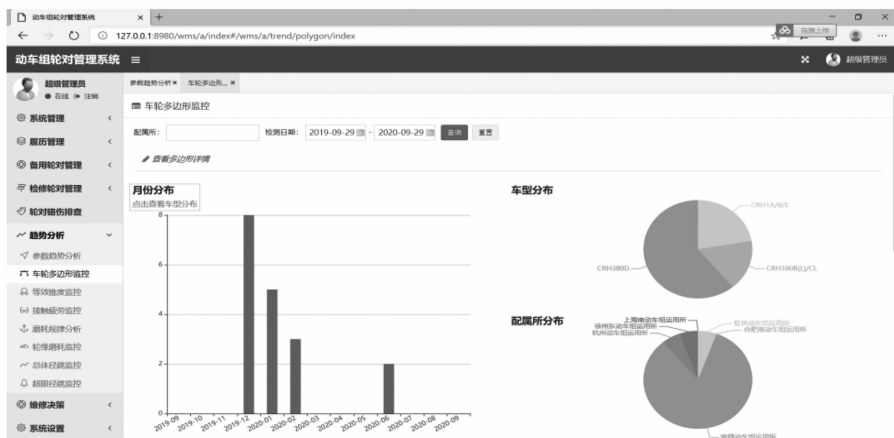 动车组轮对管理系统
127.0.0.1:8980/wms/a/index#/wms/a/trend/polygon/index
拖拽上传
动车组轮对管理系统
超级管理员
超级管理员
在线 注销
参数趋势分析
车轮多边形...
系统管理
车轮多边形监控
履历管理
配属所:
检测日期: 2019-09-29 - 2020-09-29 查询 重置
备用轮对管理
查看多边形详情
检修轮对管理
月份分布
点击查看车型分布
车型分布
轮对踏伤排查
8
CRH1A/B/E
趋势分析
参数趋势分析
6
CRH380D
CRH380B(L)/CL
车轮多边形监控
等效锥度监控
接触疲劳监控
4
配属所分布
上海南动车组运用所
徐州东动车组运用所
杭州动车组运用所
合肥南动车组运用所
磨耗规律分析
轮缘磨耗监控
2
总体径跳监控
超限径跳监控
维修决策
0
2019-09
2019-10
2019-11
2019-12
2020-01
2020-02
2020-03
2020-04
2020-05
2020-06
2020-07
2020-08
2020-09
系统设置